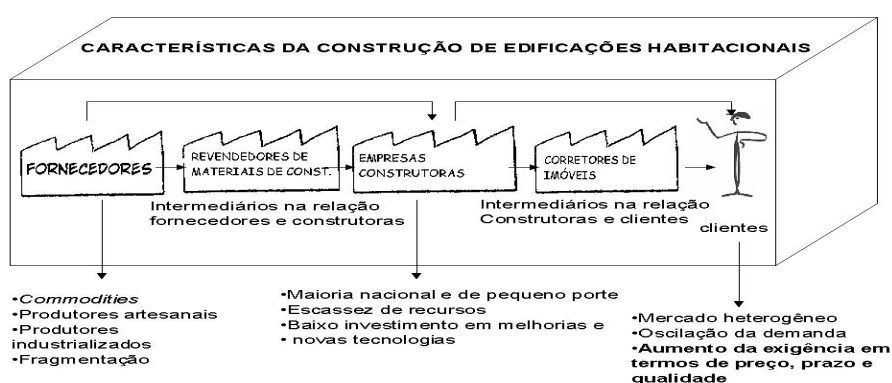 CARACTERÍSTICAS DA CONSTRUÇÃO DE EDIFICAÇÕES HABITACIONAIS
FORNECEDORES
REVENDEDORES DE
MATERIAIS DE CONST.
EMPRESAS
CONSTRUTORAS
CORRETORES DE
IMÓVEIS
Intermediários na relação
fornecedores e construtoras
Intermediários na relação
Construtoras e clientes
clientes
•Commodities
•Produtores artesanais
•Produtores
industrializados
•Fragmentação
•Maioria nacional e de pequeno porte
•Escassez de recursos
•Baixo investimento em melhorias e
• novas tecnologias
•Mercado heterogêneo
•Oscilação da demanda
•Aumento da exigência em
termos de preço, prazo e
qualidade